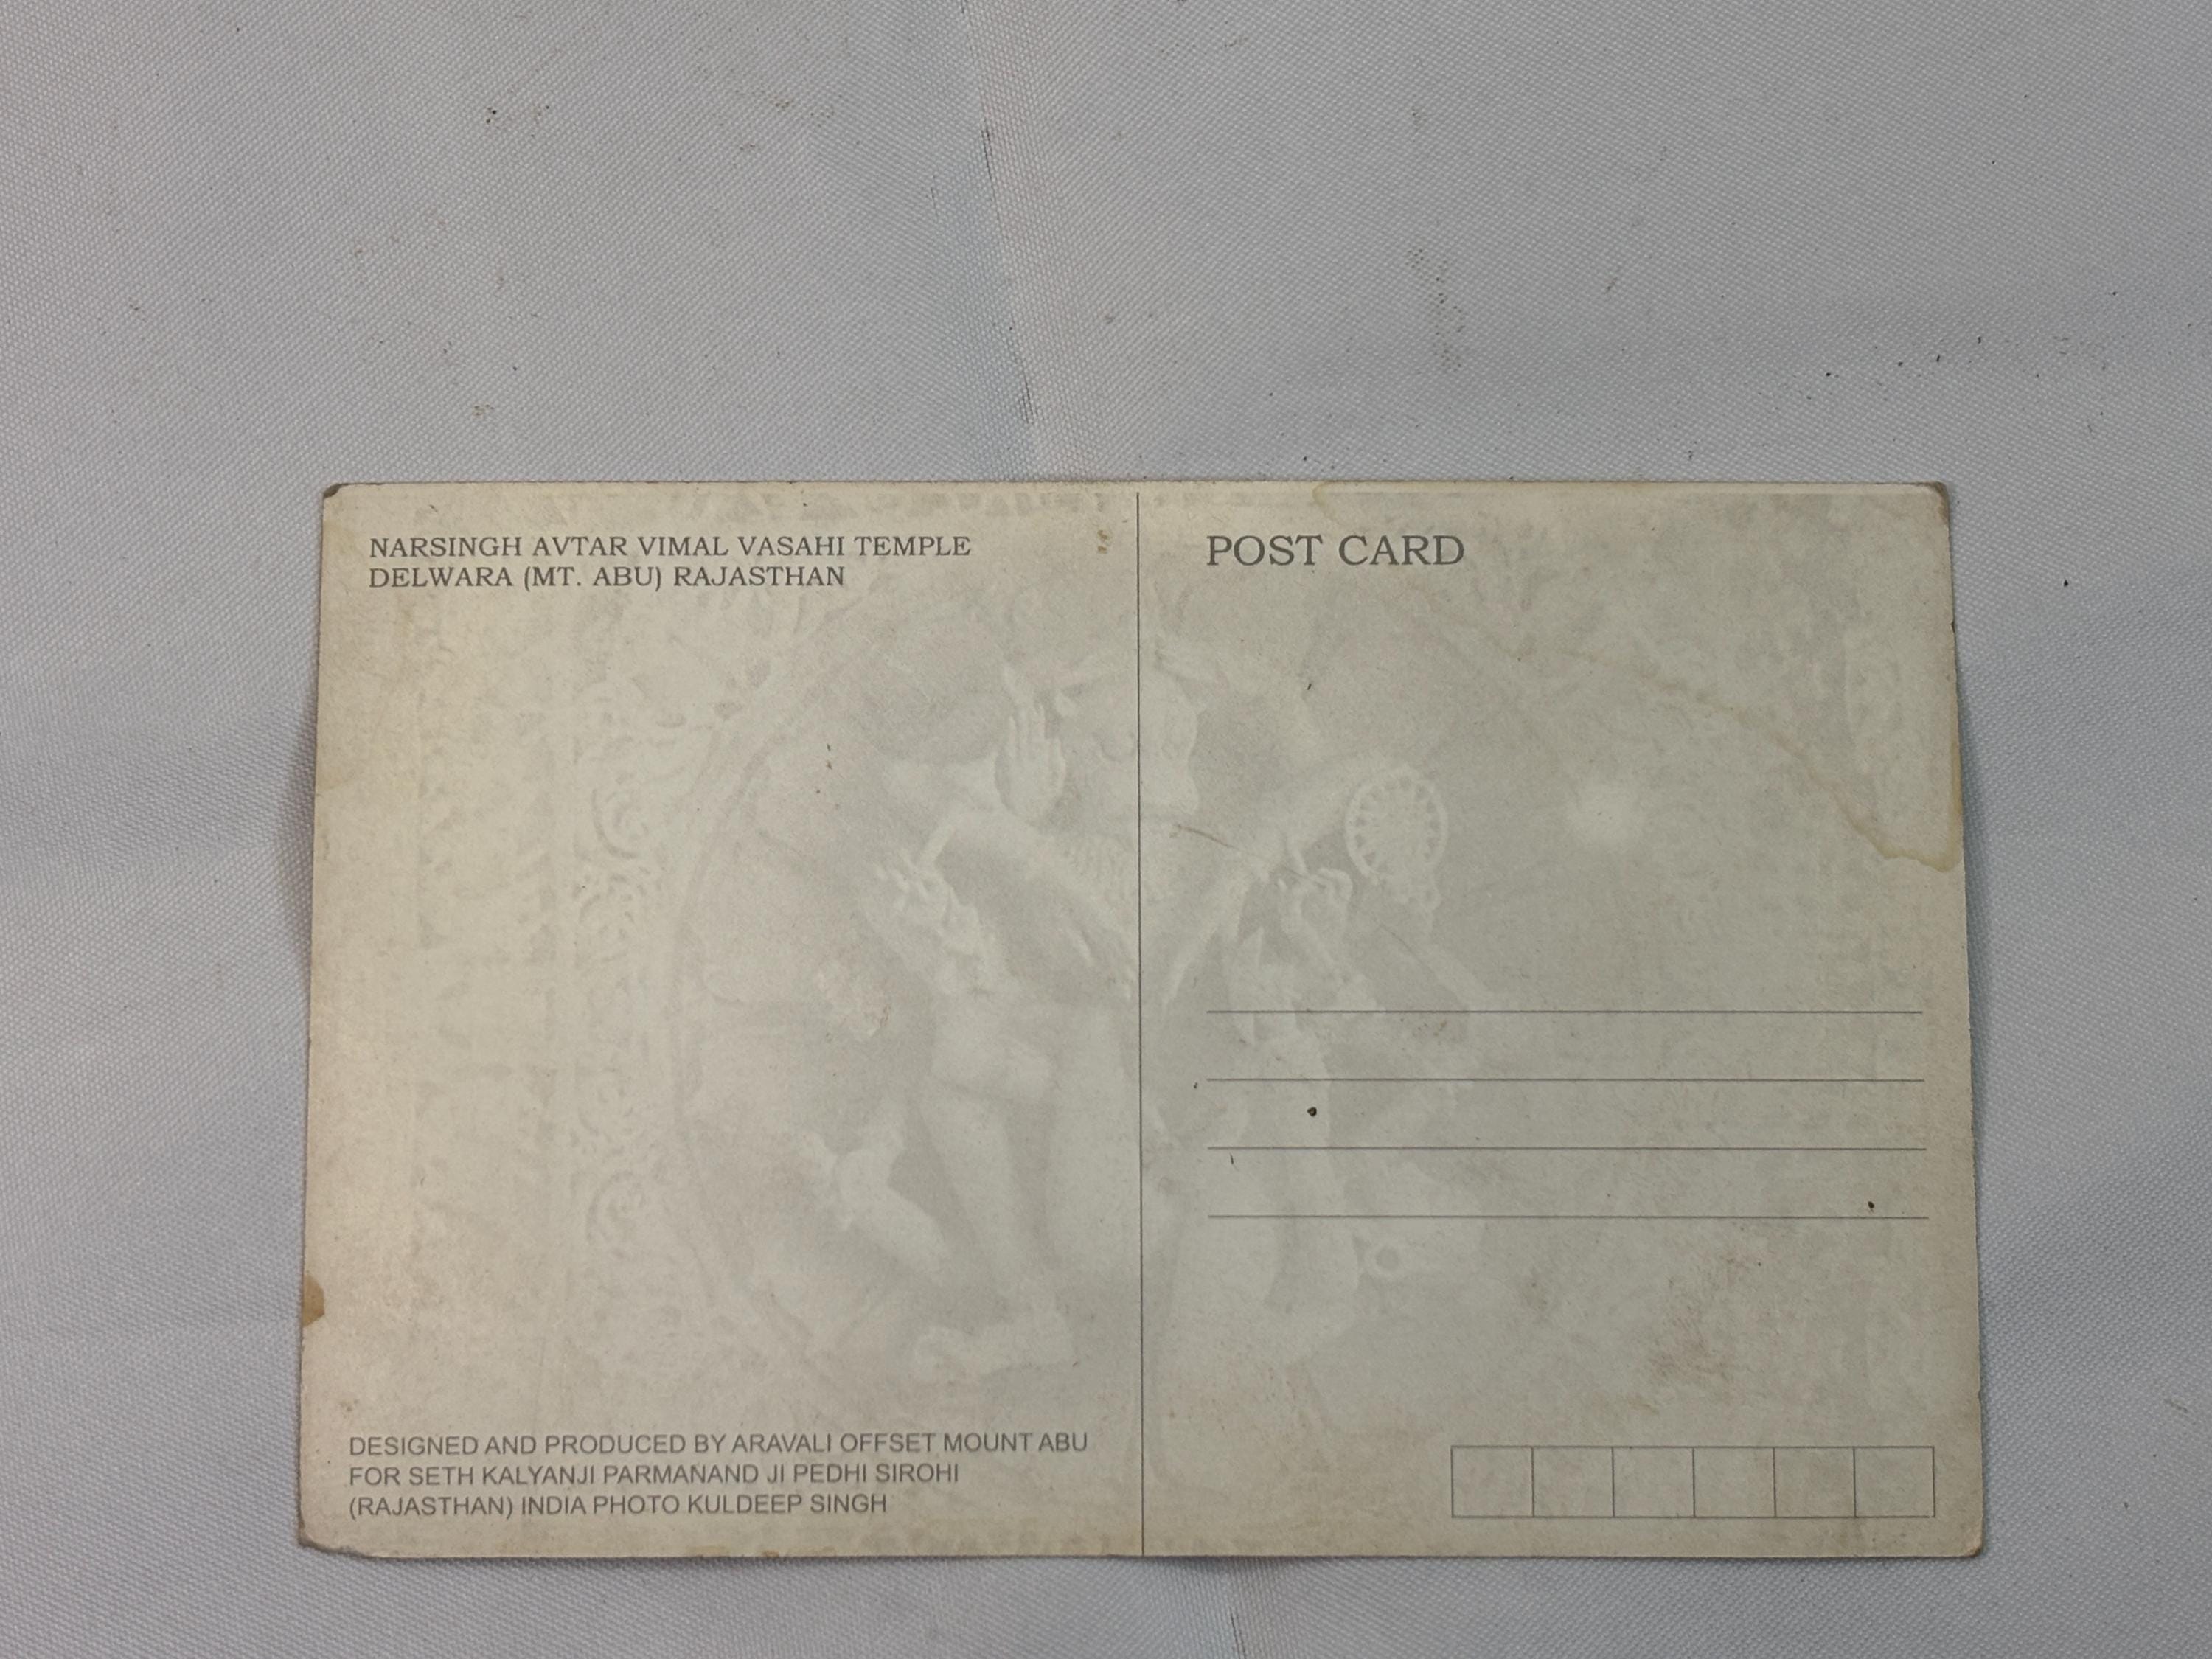 NARSINGH AVTAR VIMAL VASAHI TEMPLE
DELWARA (MT. ABU) RAJASTHAN
POST CARD
DESIGNED AND PRODUCED BY ARAVALI OFFSET MOUNT ABU
FOR SETH KALYANJI PARMANAND JI PEDHI SIROHI
(RAJASTHAN) INDIA PHOTO KULDEEP SINGH